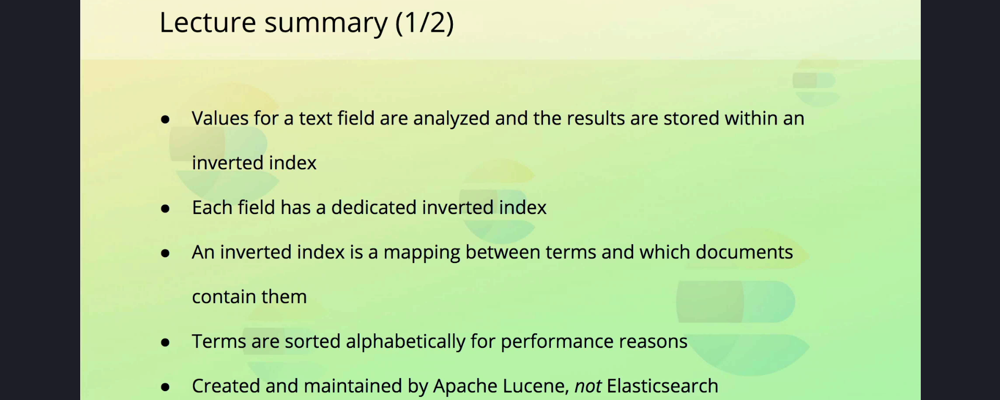 Lecture summary (1/2)
● Values for a text field are analyzed and the results are stored within an
inverted index
● Each field has a dedicated inverted index
● An inverted index is a mapping between terms and which documents
contain them
● Terms are sorted alphabetically for performance reasons
● Created and maintained by Apache Lucene, not Elasticsearch